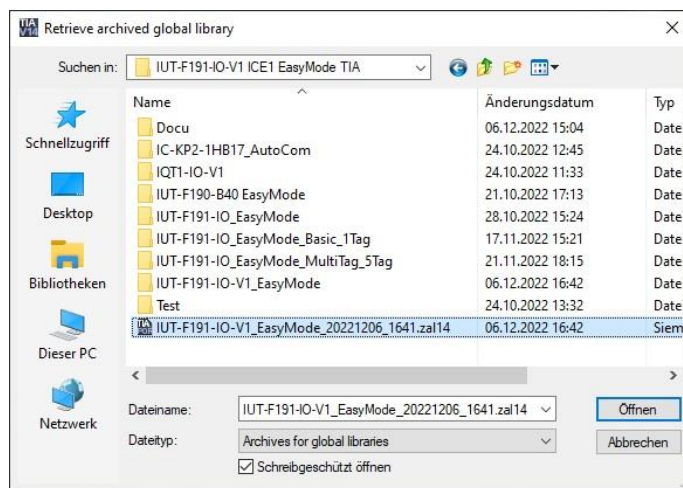 TIA
V14
Retrieve archived global library
Suchen in:
IUT-F191-IO-V1 ICE1 EasyMode TIA
Name
Änderungsdatum
Typ
Docu
06.12.2022 15:04
Date
IC-KP2-1HB17_AutoCom
24.10.2022 12:45
Date
IQT1-IO-V1
24.10.2022 11:33
Date
IUT-F190-B40 EasyMode
21.10.2022 17:13
Date
IUT-F191-IO_EasyMode
28.10.2022 15:24
Date
IUT-F191-IO_EasyMode_Basic_1Tag
17.11.2022 15:21
Date
IUT-F191-IO_EasyMode_MultiTag_5Tag
21.11.2022 18:15
Date
IUT-F191-IO-V1_EasyMode
06.12.2022 16:42
Date
Test
24.10.2022 13:32
Date
IUT-F191-IO-V1_EasyMode_20221206_1641.zal14
06.12.2022 16:42
Siem
Schnellzugriff
Desktop
Bibliotheken
Dieser PC
Netzwerk
Dateiname:
IUT-F191-IO-V1_EasyMode_20221206_1641.zal14
Öffnen
Dateityp:
Archives for global libraries
Abbrechen
Schreibgeschützt öffnen